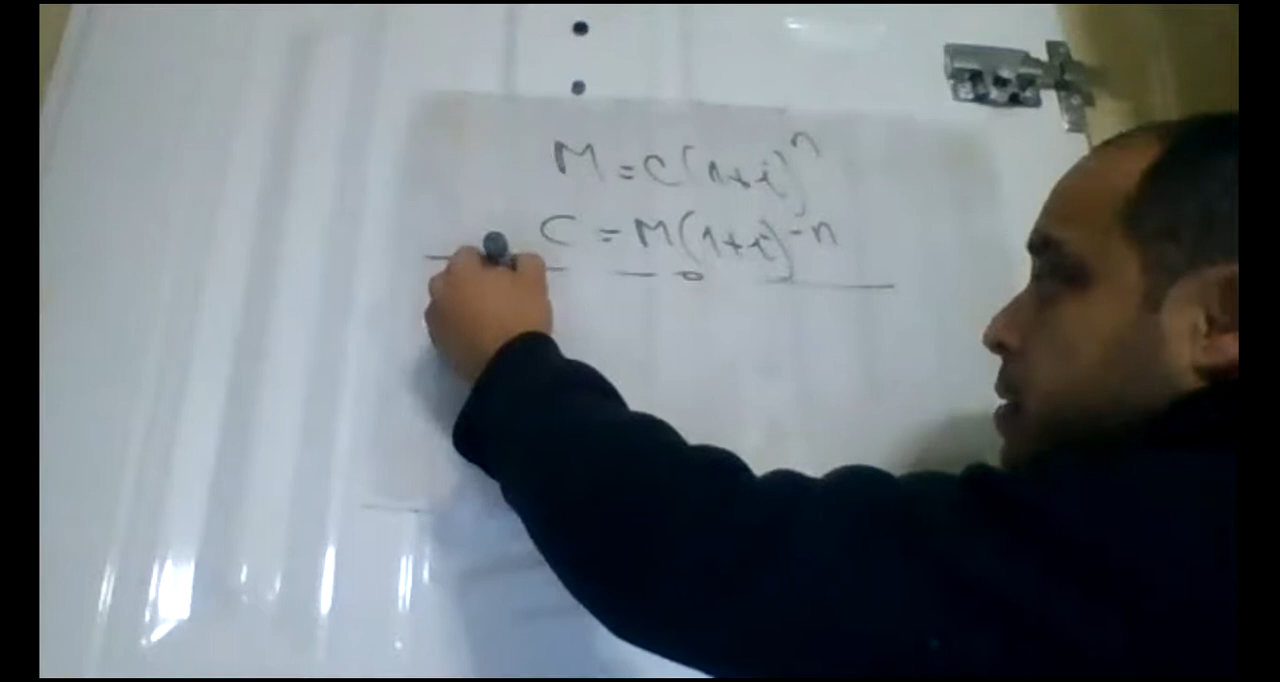 M = C(1+i)^n
C = M(1+i)^-n